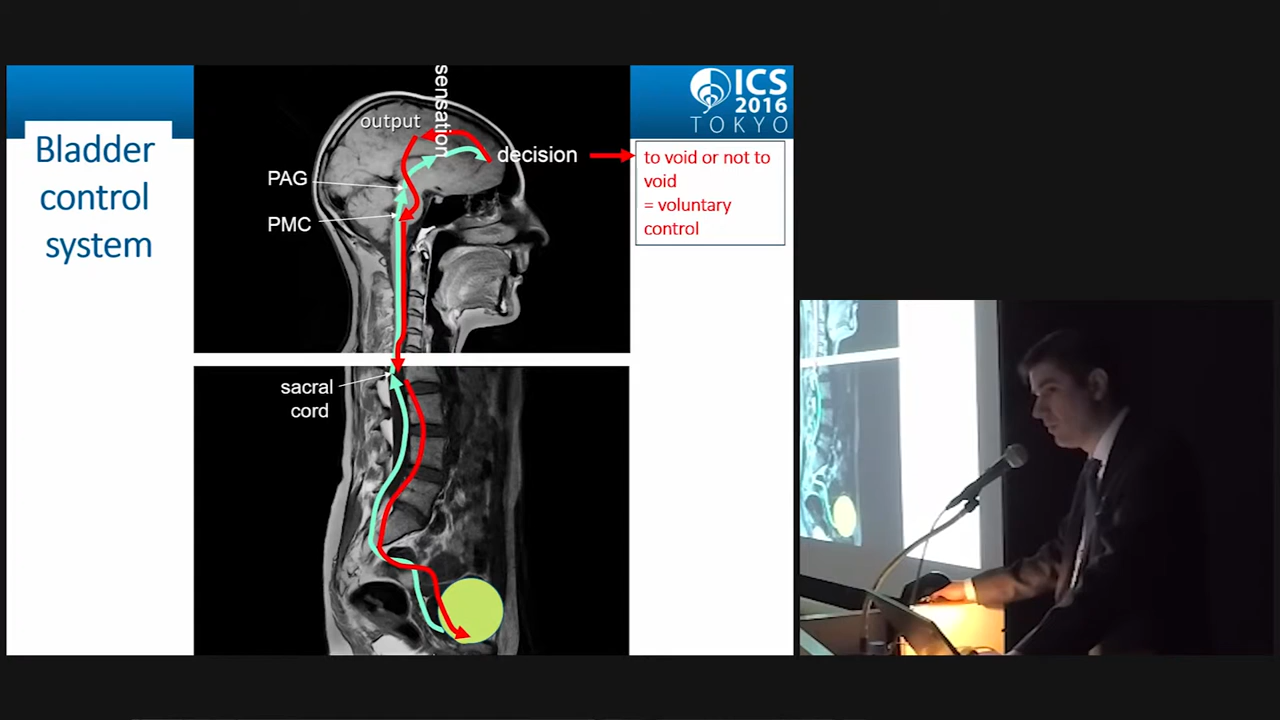 Bladder
control
system
sensation
output
decision
PAG
PMC
sacral
cord
ICS
2016
TOKYO
to void or not to
void
= voluntary
control